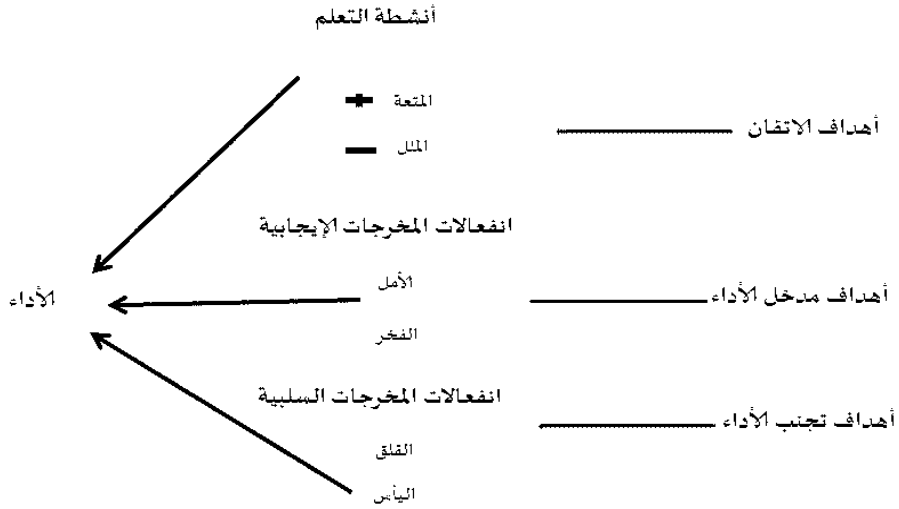 أنشطة التعلم
المتعة
أهداف الاتقان
الملل
انفعالات المخرجات الإيجابية
الأمل
أهداف مدخل الأداء
الأداء
الفخر
انفعالات المخرجات السلبية
أهداف تجنب الأداء
القلق
اليأس